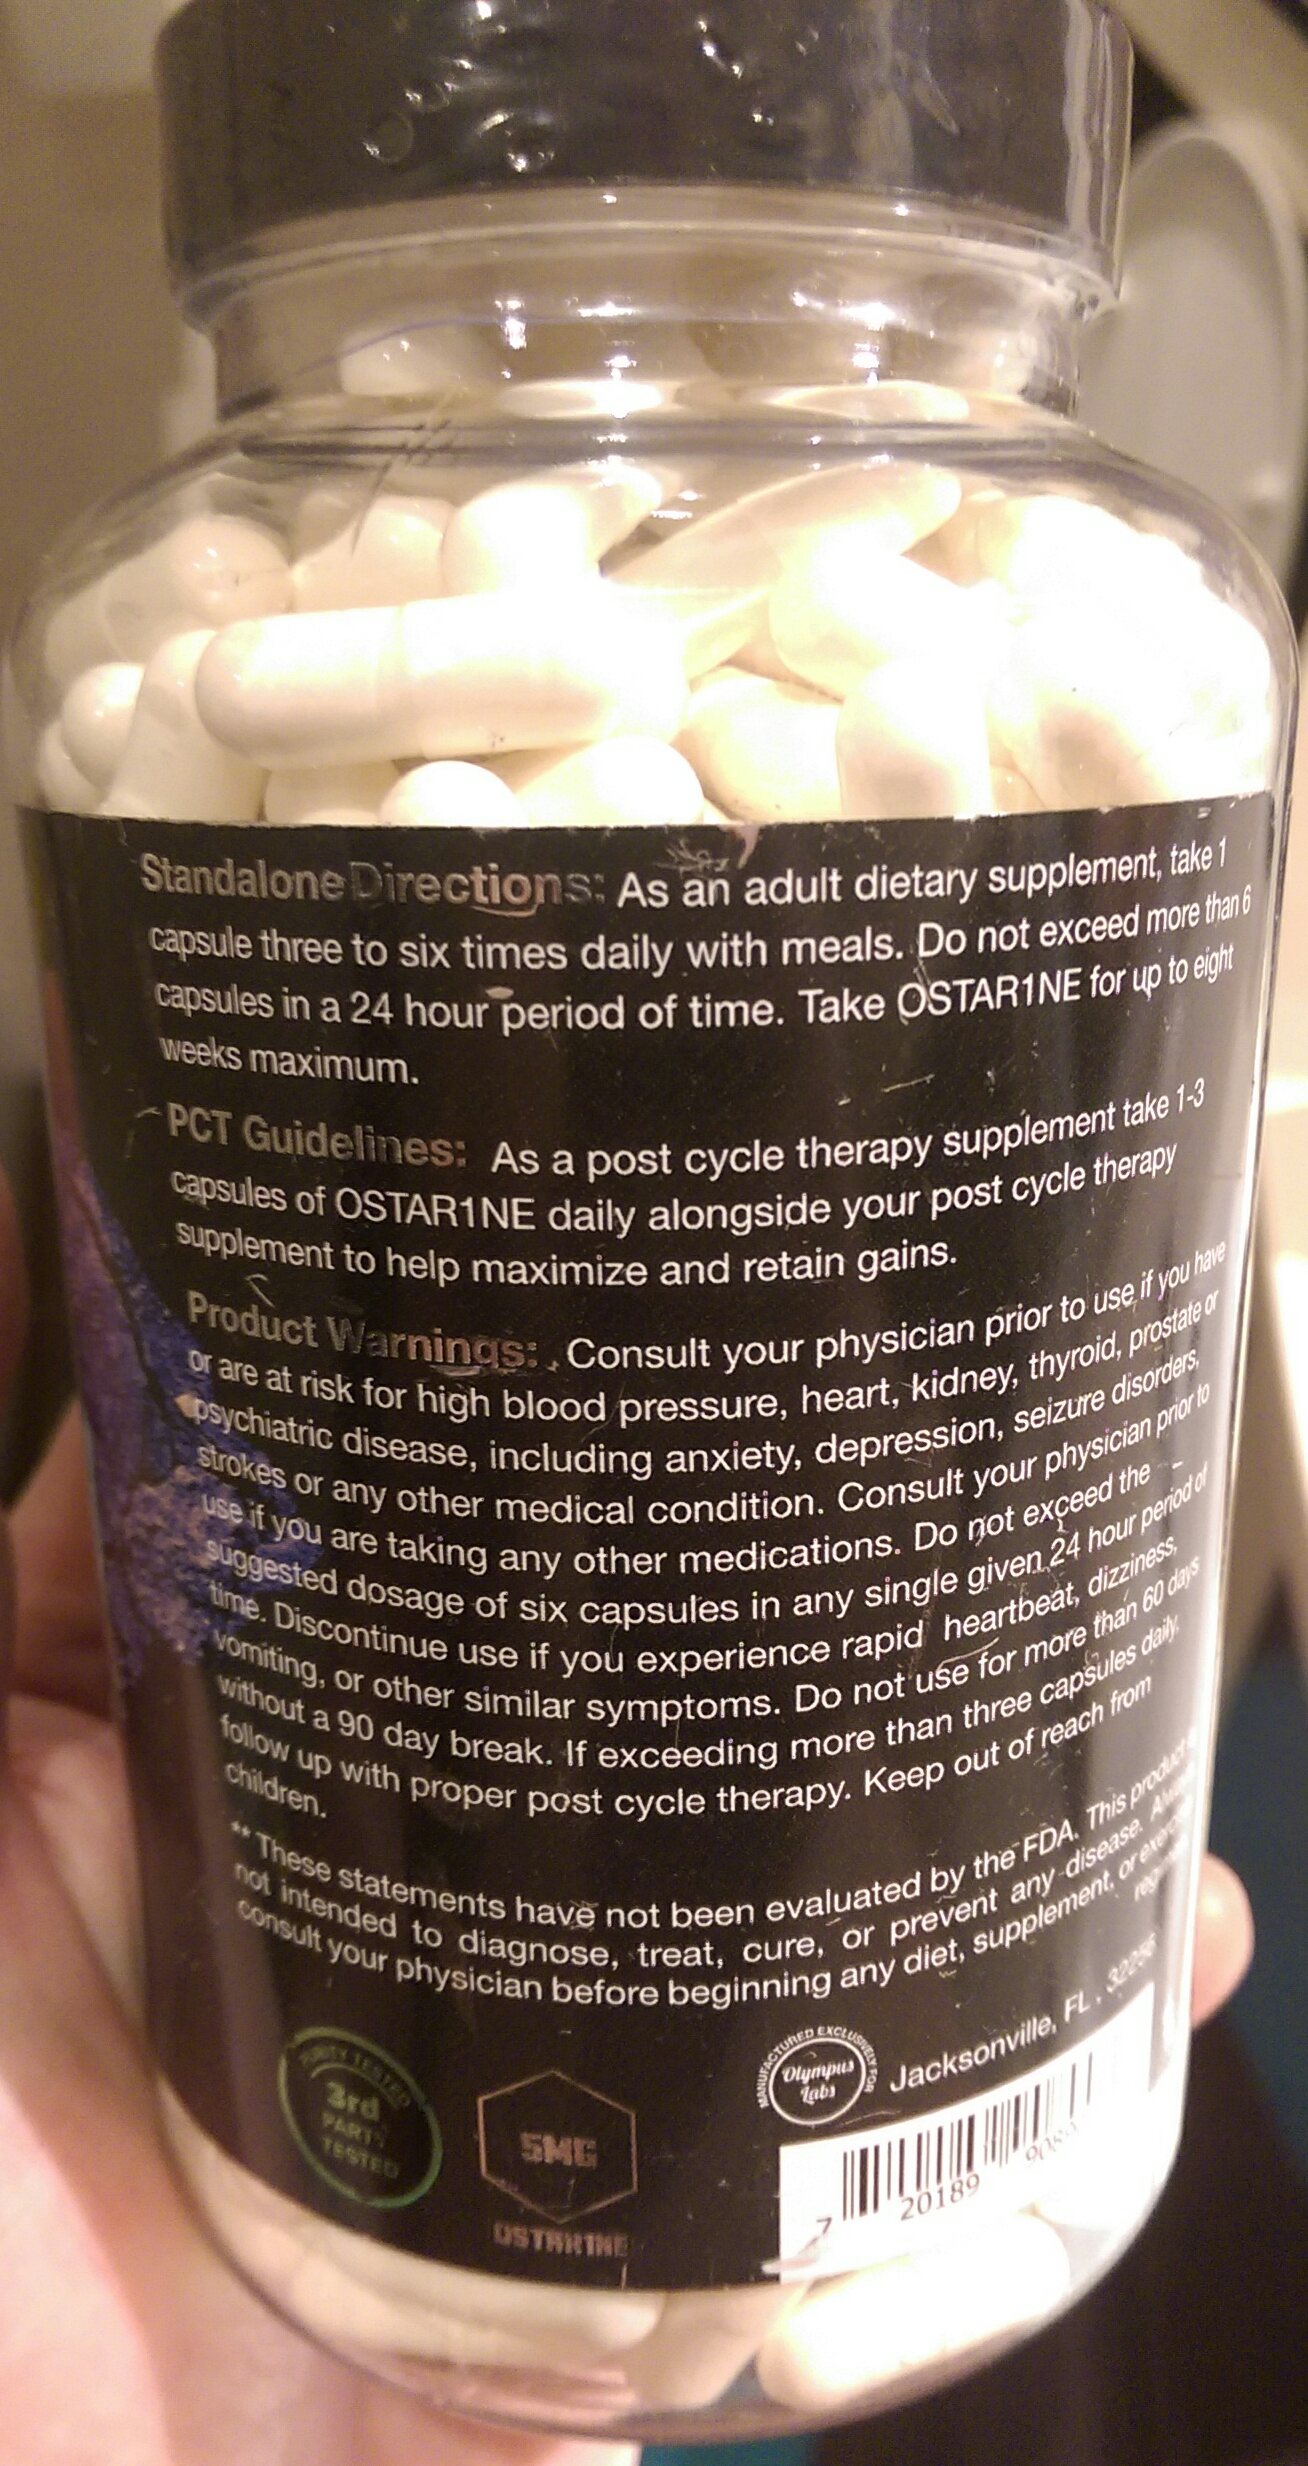 Standalone Directions: As an adult dietary supplement, take 1
capsule three to six times daily with meals. Do not exceed more than 6
capsules in a 24 hour period of time. Take OSTAR1NE for up to eight
weeks maximum.
PCT Guidelines: As a post cycle therapy supplement take 1-3
capsules of OSTAR1NE daily alongside your post cycle therapy
supplement to help maximize and retain gains.
Product Warnings: Consult your physician prior to use if you have
or are at risk for high blood pressure, heart, kidney, thyroid, prostate or
psychiatric disease, including anxiety, depression, seizure disorders,
strokes or any other medical condition. Consult your physician prior to
use if you are taking any other medications. Do not exceed the
suggested dosage of six capsules in any single given 24 hour period of
time. Discontinue use if you experience rapid heartbeat, dizziness,
vomiting, or other similar symptoms. Do not use for more than 60 days
without a 90 day break. If exceeding more than three capsules daily,
follow up with proper post cycle therapy. Keep out of reach from
children.
** These statements have not been evaluated by the FDA. This product
not intended to diagnose, treat, cure, or prevent any disease.
consult your physician before beginning any diet, supplement, or
PURITY TESTED
3rd
PARTY
TESTED
5MG
OSTAR1NE
MANUFACTURED EXCLUSIVELY FOR
Olympus
Labs
Jacksonville, FL. 32256
7 20189